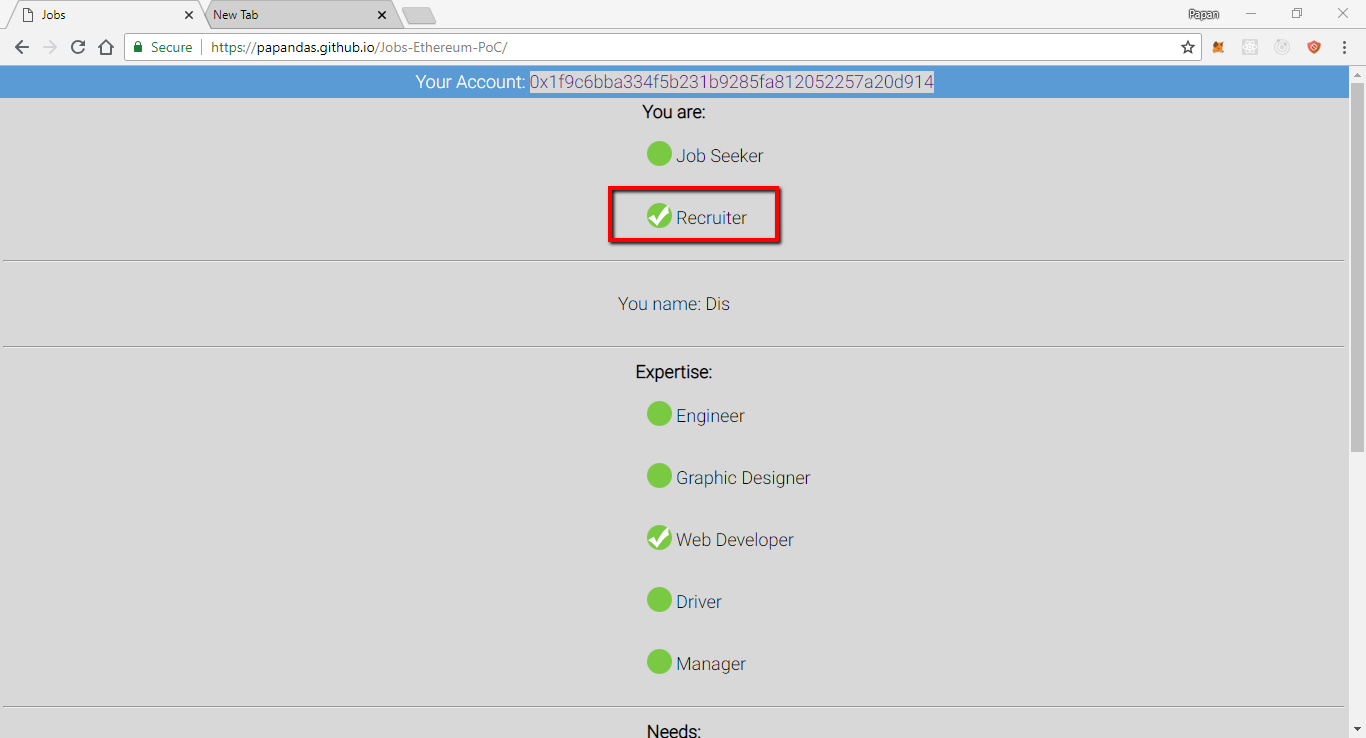 Jobs
New Tab
Papan
Secure
https://papandas.github.io/Jobs-Ethereum-PoC/
Your Account: 0x1f9c6bba334f5b231b9285fa812052257a20d914
You are:
Job Seeker
Recruiter
You name: Dis
Expertise:
Engineer
Graphic Designer
Web Developer
Driver
Manager
Needs: